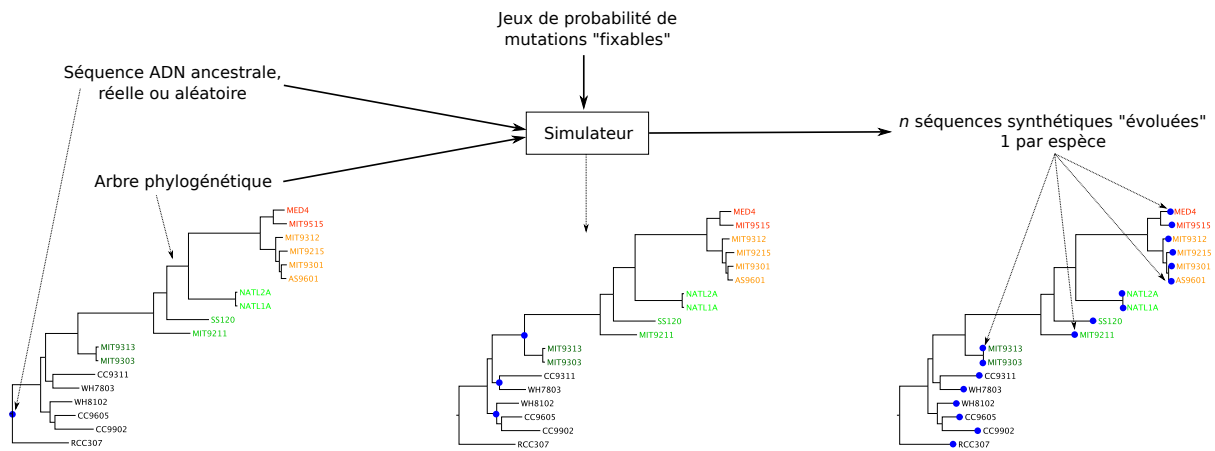 Jeux de probabilité de
mutations "fixables"
Séquence ADN ancestrale,
réelle ou aléatoire
Simulateur
n séquences synthétiques "évoluées"
1 par espèce
Arbre phylogénétique
MED4
MIT9515
MIT9312
MIT9215
MIT9301
AS9601
NATL2A
NATL1A
SS120
MIT9211
MIT9313
MIT9303
CC9311
WH7803
WH8102
CC9605
CC9902
RCC307
MED4
MIT9515
MIT9312
MIT9215
MIT9301
AS9601
NATL2A
NATL1A
SS120
MIT9211
MIT9313
MIT9303
CC9311
WH7803
WH8102
CC9605
CC9902
RCC307
MED4
MIT9515
MIT9312
MIT9215
MIT9301
AS9601
NATL2A
NATL1A
SS120
MIT9211
MIT9313
MIT9303
CC9311
WH7803
WH8102
CC9605
CC9902
RCC307